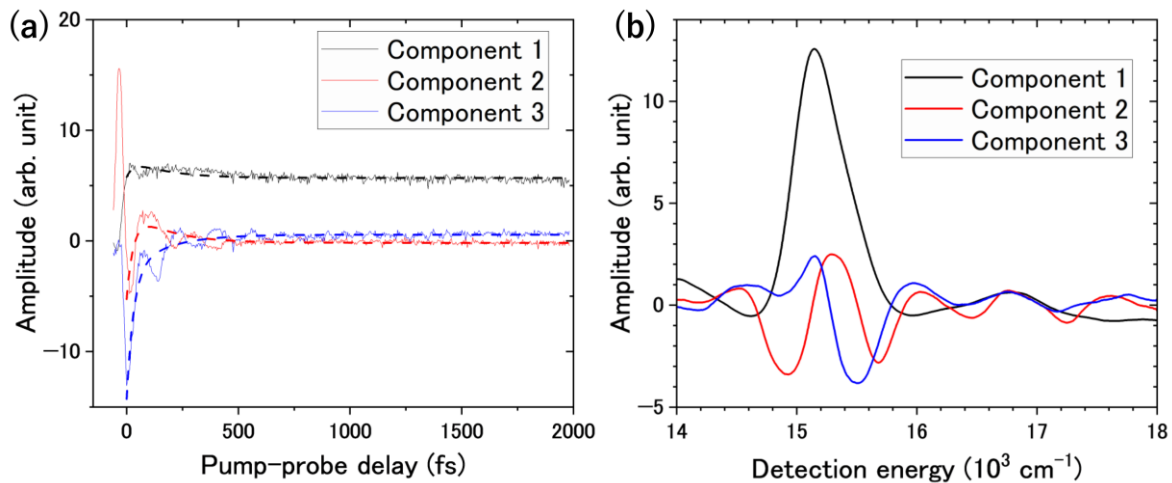 (a)
20
10
0
−10
Amplitude (arb. unit)
Component 1
Component 2
Component 3
0
500
1000
1500
2000
Pump-probe delay (fs)
(b)
10
5
0
−5
Amplitude (arb. unit)
Component 1
Component 2
Component 3
14
15
16
17
18
Detection energy (10³ cm⁻¹)